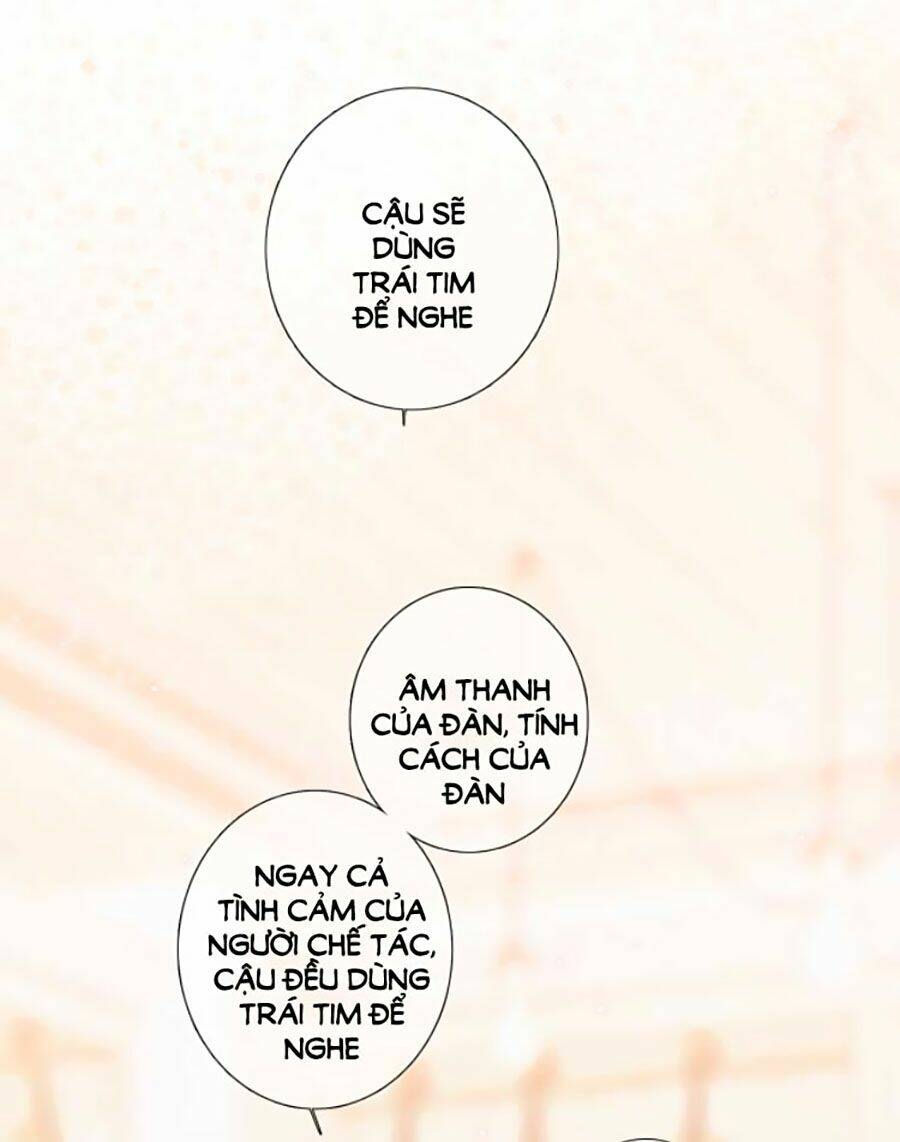 CẬU SẼ
DÙNG
TRÁI TIM
ĐỂ NGHE
ÂM THANH
CỦA ĐÀN, TÍNH
CÁCH CỦA
ĐÀN
NGAY CẢ
TÌNH CẢM CỦA
NGƯỜI CHẾ TÁC,
CẬU ĐỀU DÙNG
TRÁI TIM ĐỂ
NGHE